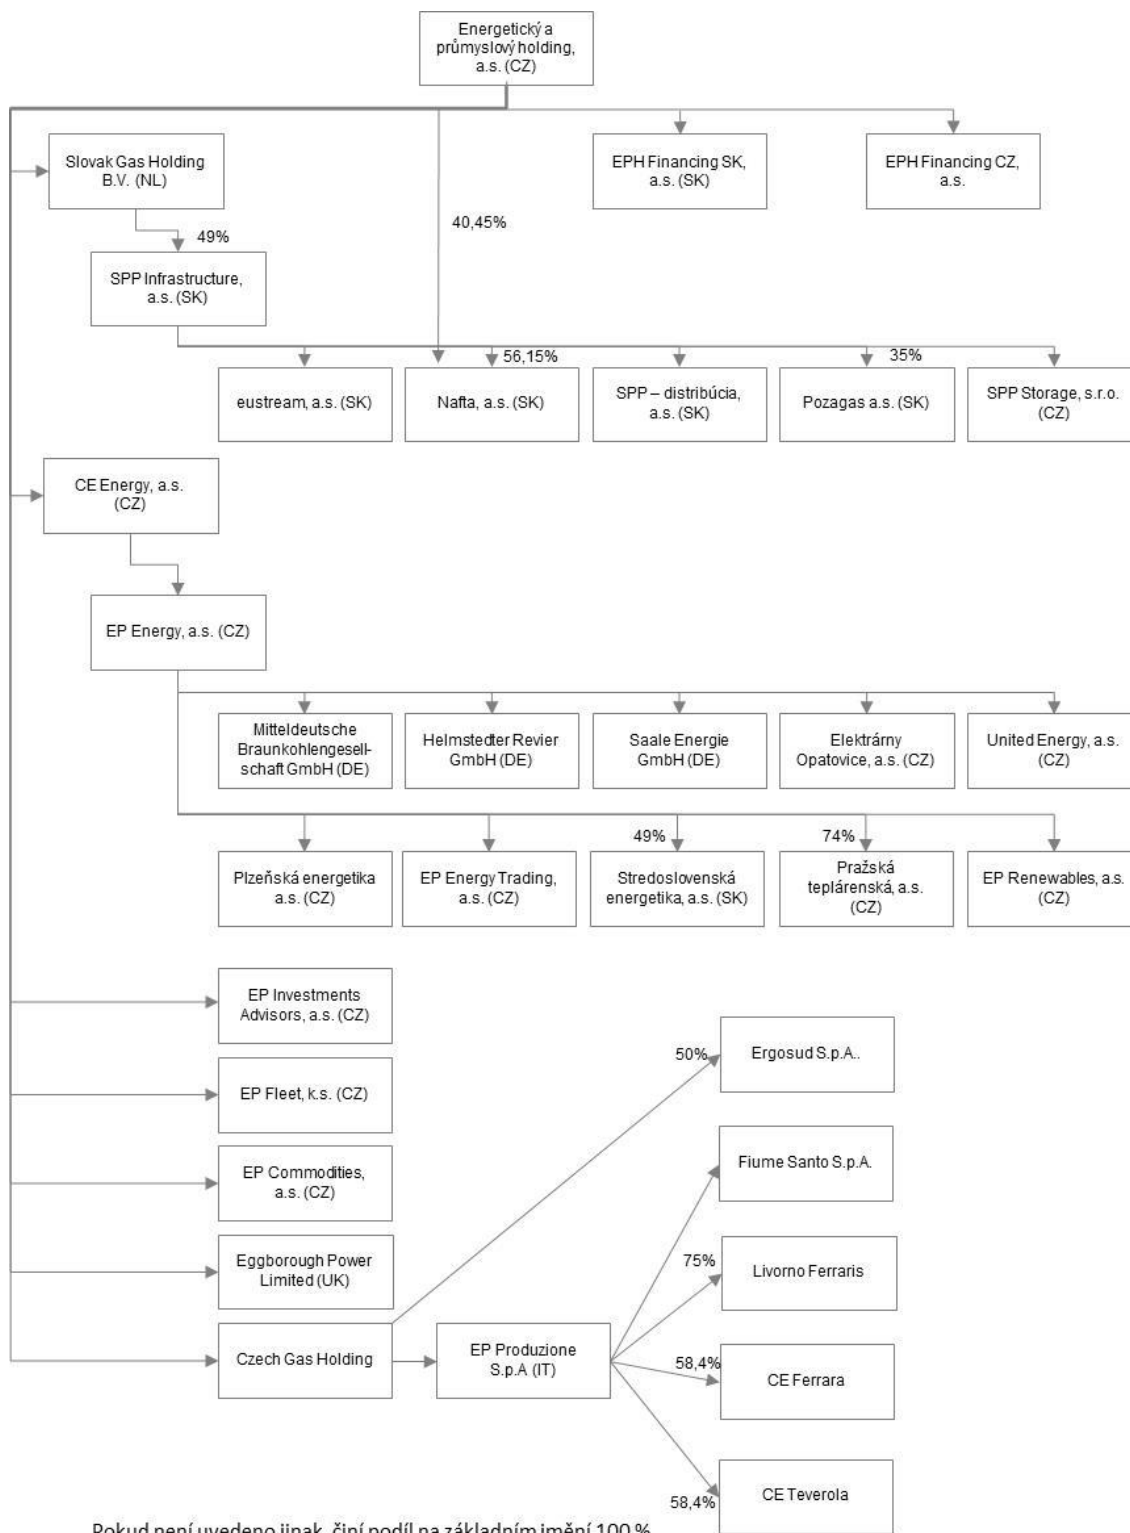 Energetický a
průmyslový holding,
a.s. (CZ)
Slovak Gas Holding
B.V. (NL)
EPH Financing SK,
a.s. (SK)
EPH Financing CZ,
a.s.
40,45%
49%
SPP Infrastructure,
a.s. (SK)
56,15%
35%
eustream, a.s. (SK)
Nafta, a.s. (SK)
SPP – distribúcia,
a.s. (SK)
Pozagas a.s. (SK)
SPP Storage, s.r.o.
(CZ)
CE Energy, a.s.
(CZ)
EP Energy, a.s. (CZ)
Mitteldeutsche
Braunkohlengesell-
schaft GmbH (DE)
Helmstedter Revier
GmbH (DE)
Saale Energie
GmbH (DE)
Elektrárny
Opatovice, a.s. (CZ)
United Energy, a.s.
(CZ)
49%
74%
Plzeňská energetika
a.s. (CZ)
EP Energy Trading,
a.s. (CZ)
Stredoslovenská
energetika, a.s. (SK)
Pražská
teplárenská, a.s.
(CZ)
EP Renewables, a.s.
(CZ)
EP Investments
Advisors, a.s. (CZ)
50%
Ergosud S.p.A..
EP Fleet, k.s. (CZ)
Fiume Santo S.p.A.
EP Commodities,
a.s. (CZ)
Eggborough Power
Limited (UK)
75%
Livorno Ferraris
Czech Gas Holding
EP Produzione
S.p.A (IT)
58,4%
CE Ferrara
58,4%
CE Teverola
Pokud není uvedeno jinak, činí podíl na základním jmění 100 %